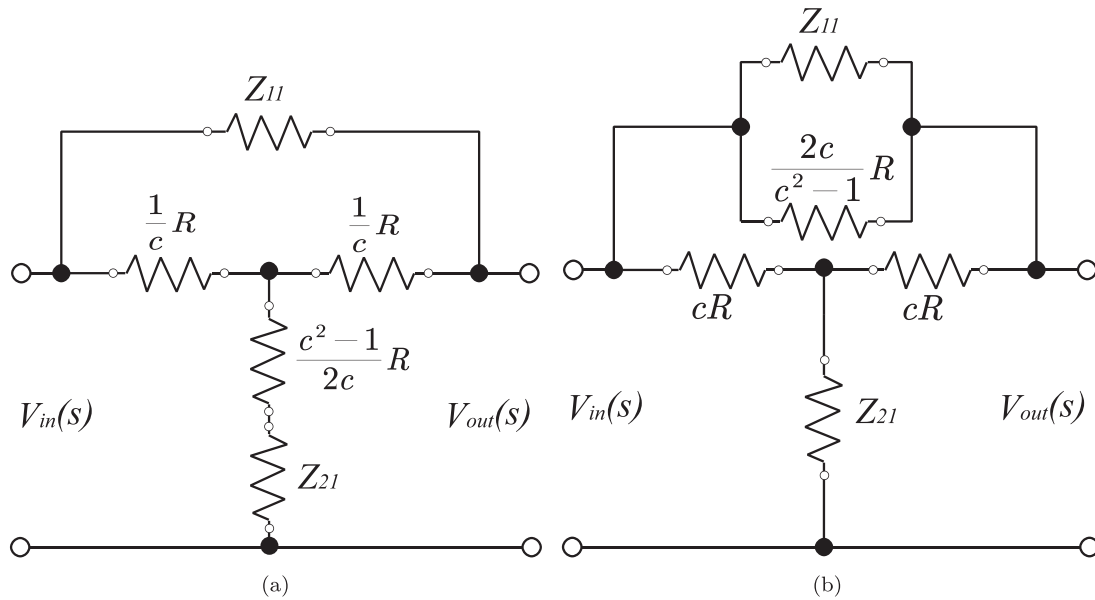 Z11
1/c R
1/c R
c² − 1/2c R
Z21
Vin(s)
Vout(s)
(a)
Z11
2c/c² − 1 R
cR
cR
Z21
Vin(s)
Vout(s)
(b)